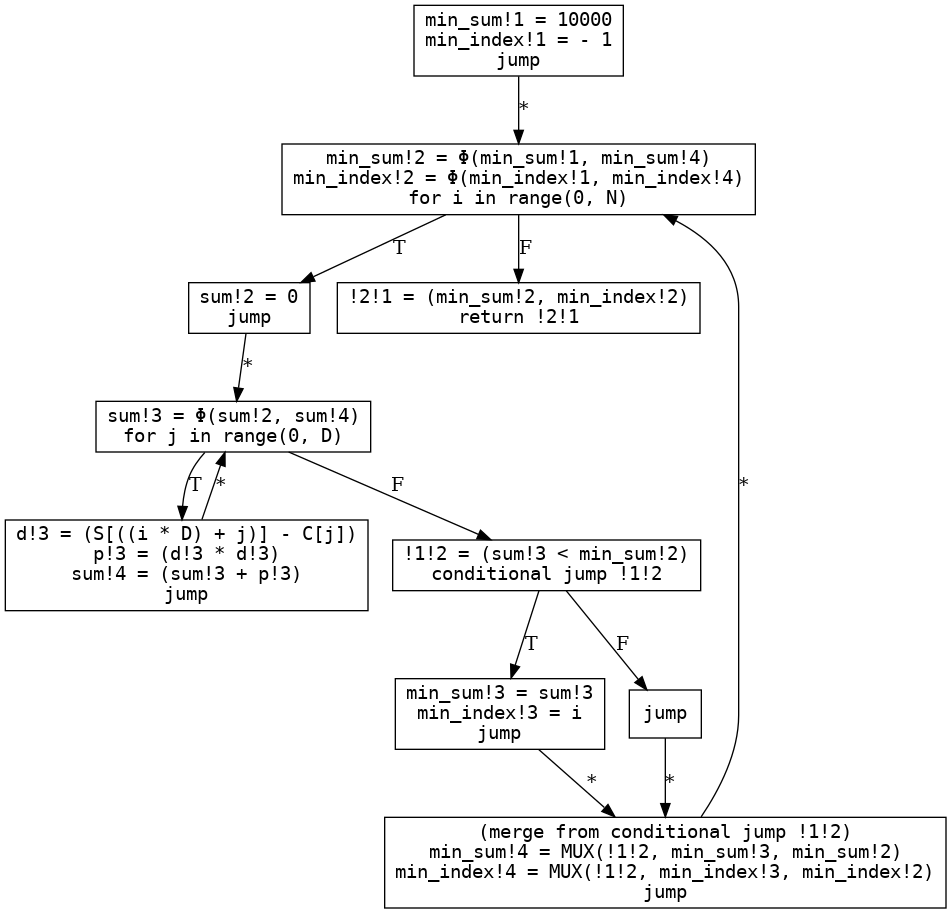 min_sum!1 = 10000
min_index!1 = - 1
jump
*
min_sum!2 = Φ(min_sum!1, min_sum!4)
min_index!2 = Φ(min_index!1, min_index!4)
for i in range(0, N)
T
F
sum!2 = 0
jump
!2!1 = (min_sum!2, min_index!2)
return !2!1
*
sum!3 = Φ(sum!2, sum!4)
for j in range(0, D)
T
*
F
*
d!3 = (S[((i * D) + j)] - C[j])
p!3 = (d!3 * d!3)
sum!4 = (sum!3 + p!3)
jump
!1!2 = (sum!3 < min_sum!2)
conditional jump !1!2
T
F
min_sum!3 = sum!3
min_index!3 = i
jump
jump
*
*
(merge from conditional jump !1!2)
min_sum!4 = MUX(!1!2, min_sum!3, min_sum!2)
min_index!4 = MUX(!1!2, min_index!3, min_index!2)
jump